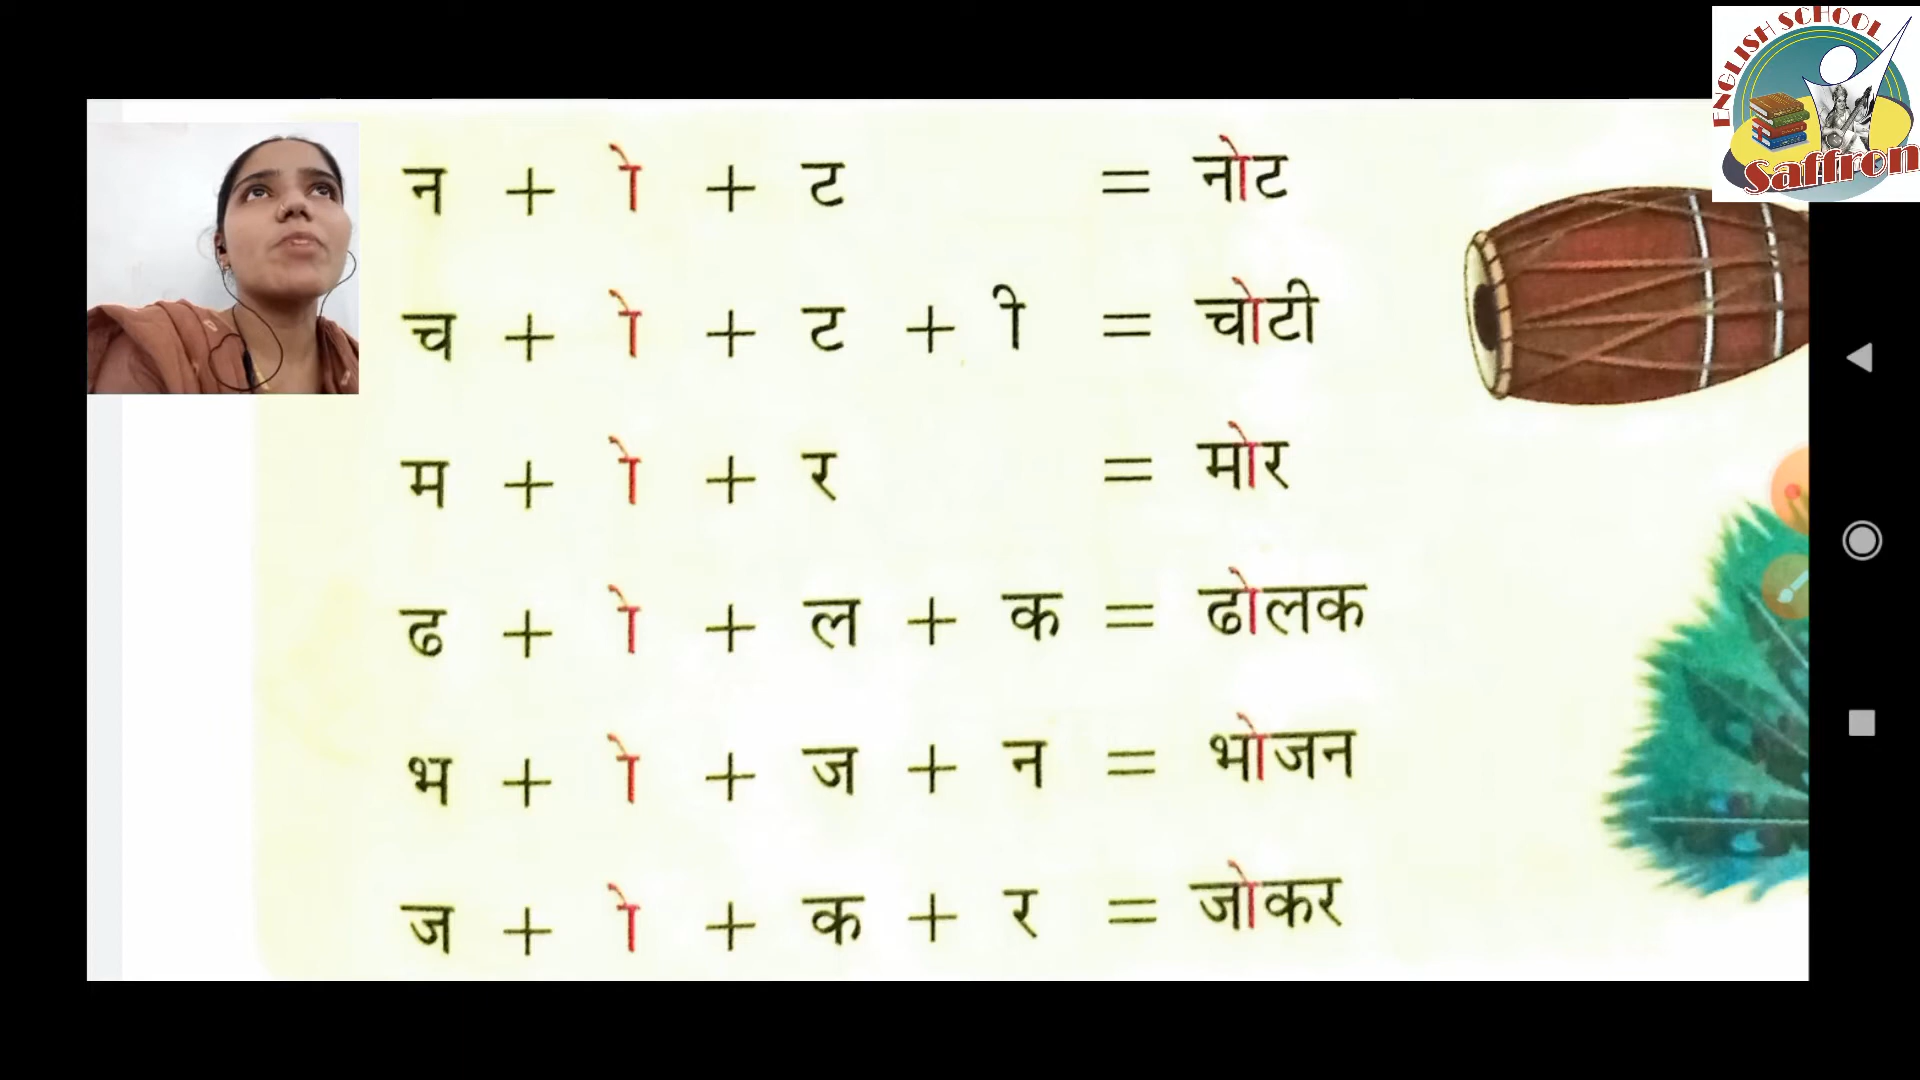 ENGLISH SCHOOL
Saffron
न + ो + ट = नोट
च + ो + ट + ी = चोटी
म + ो + र = मोर
ढ + ो + ल + क = ढोलक
भ + ो + ज + न = भोजन
ज + ो + क + र = जोकर